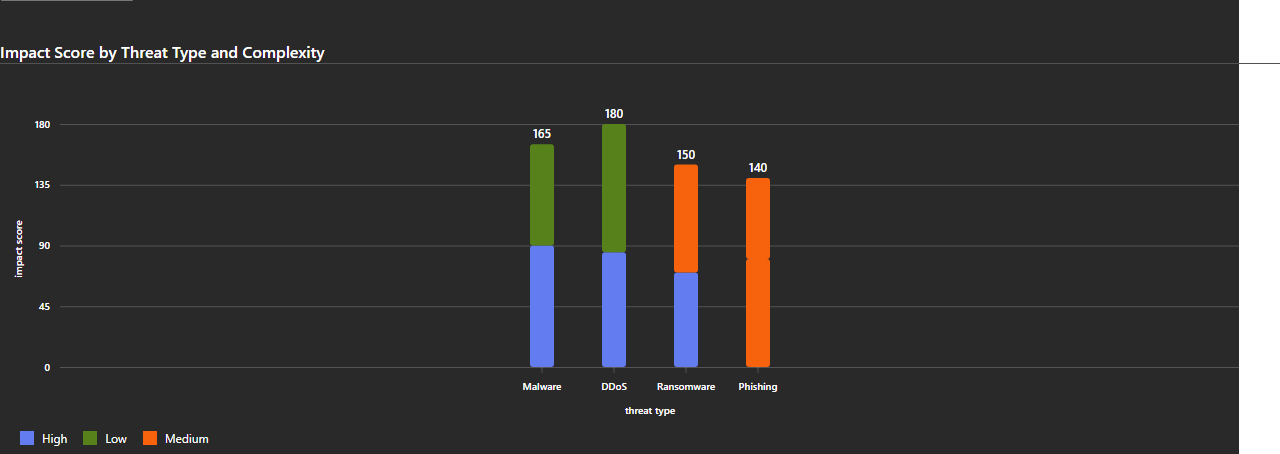 Impact Score by Threat Type and Complexity
180
165
150
140
180
135
90
45
0
impact score
Malware DDoS Ransomware Phishing
threat type
High Low Medium